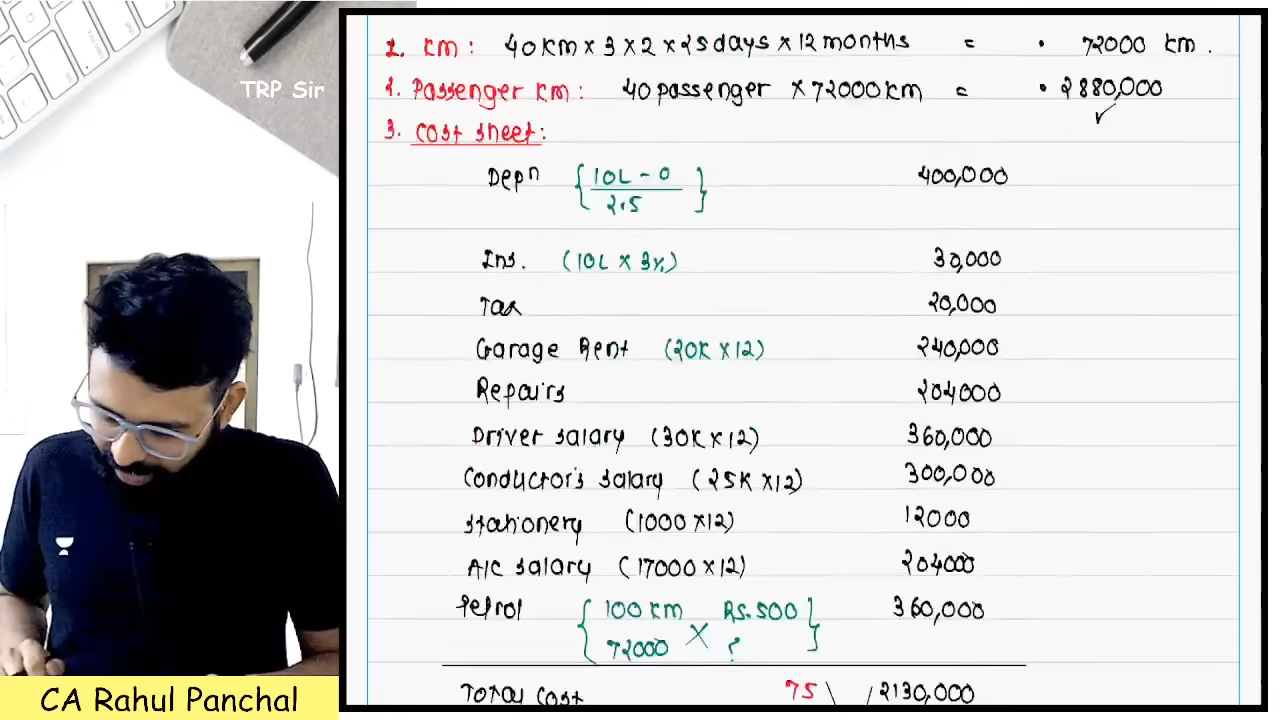 TRP Sir
1. Km: 40 Km x 3 x 2 x 25 days x 12 months = 72000 Km.
2. Passenger Km: 40 passenger x 72000 Km = 2880,000 ✓
3. Cost sheet:
Depn { 10L - 0 / 2.5 } 400,000
Ins. (10L x 3%) 30,000
Tax 20,000
Garage Rent (20K x 12) 240,000
Repairs 204000
Driver salary (30K x 12) 360,000
Conductor's salary (25K x 12) 300,000
Stationery (1000 x 12) 12000
A/C salary (17000 x 12) 204000
Petrol { 100 Km Rs. 500 } 360,000
72000 x ?
Total Cost 75 \ 2130,000
CA Rahul Panchal